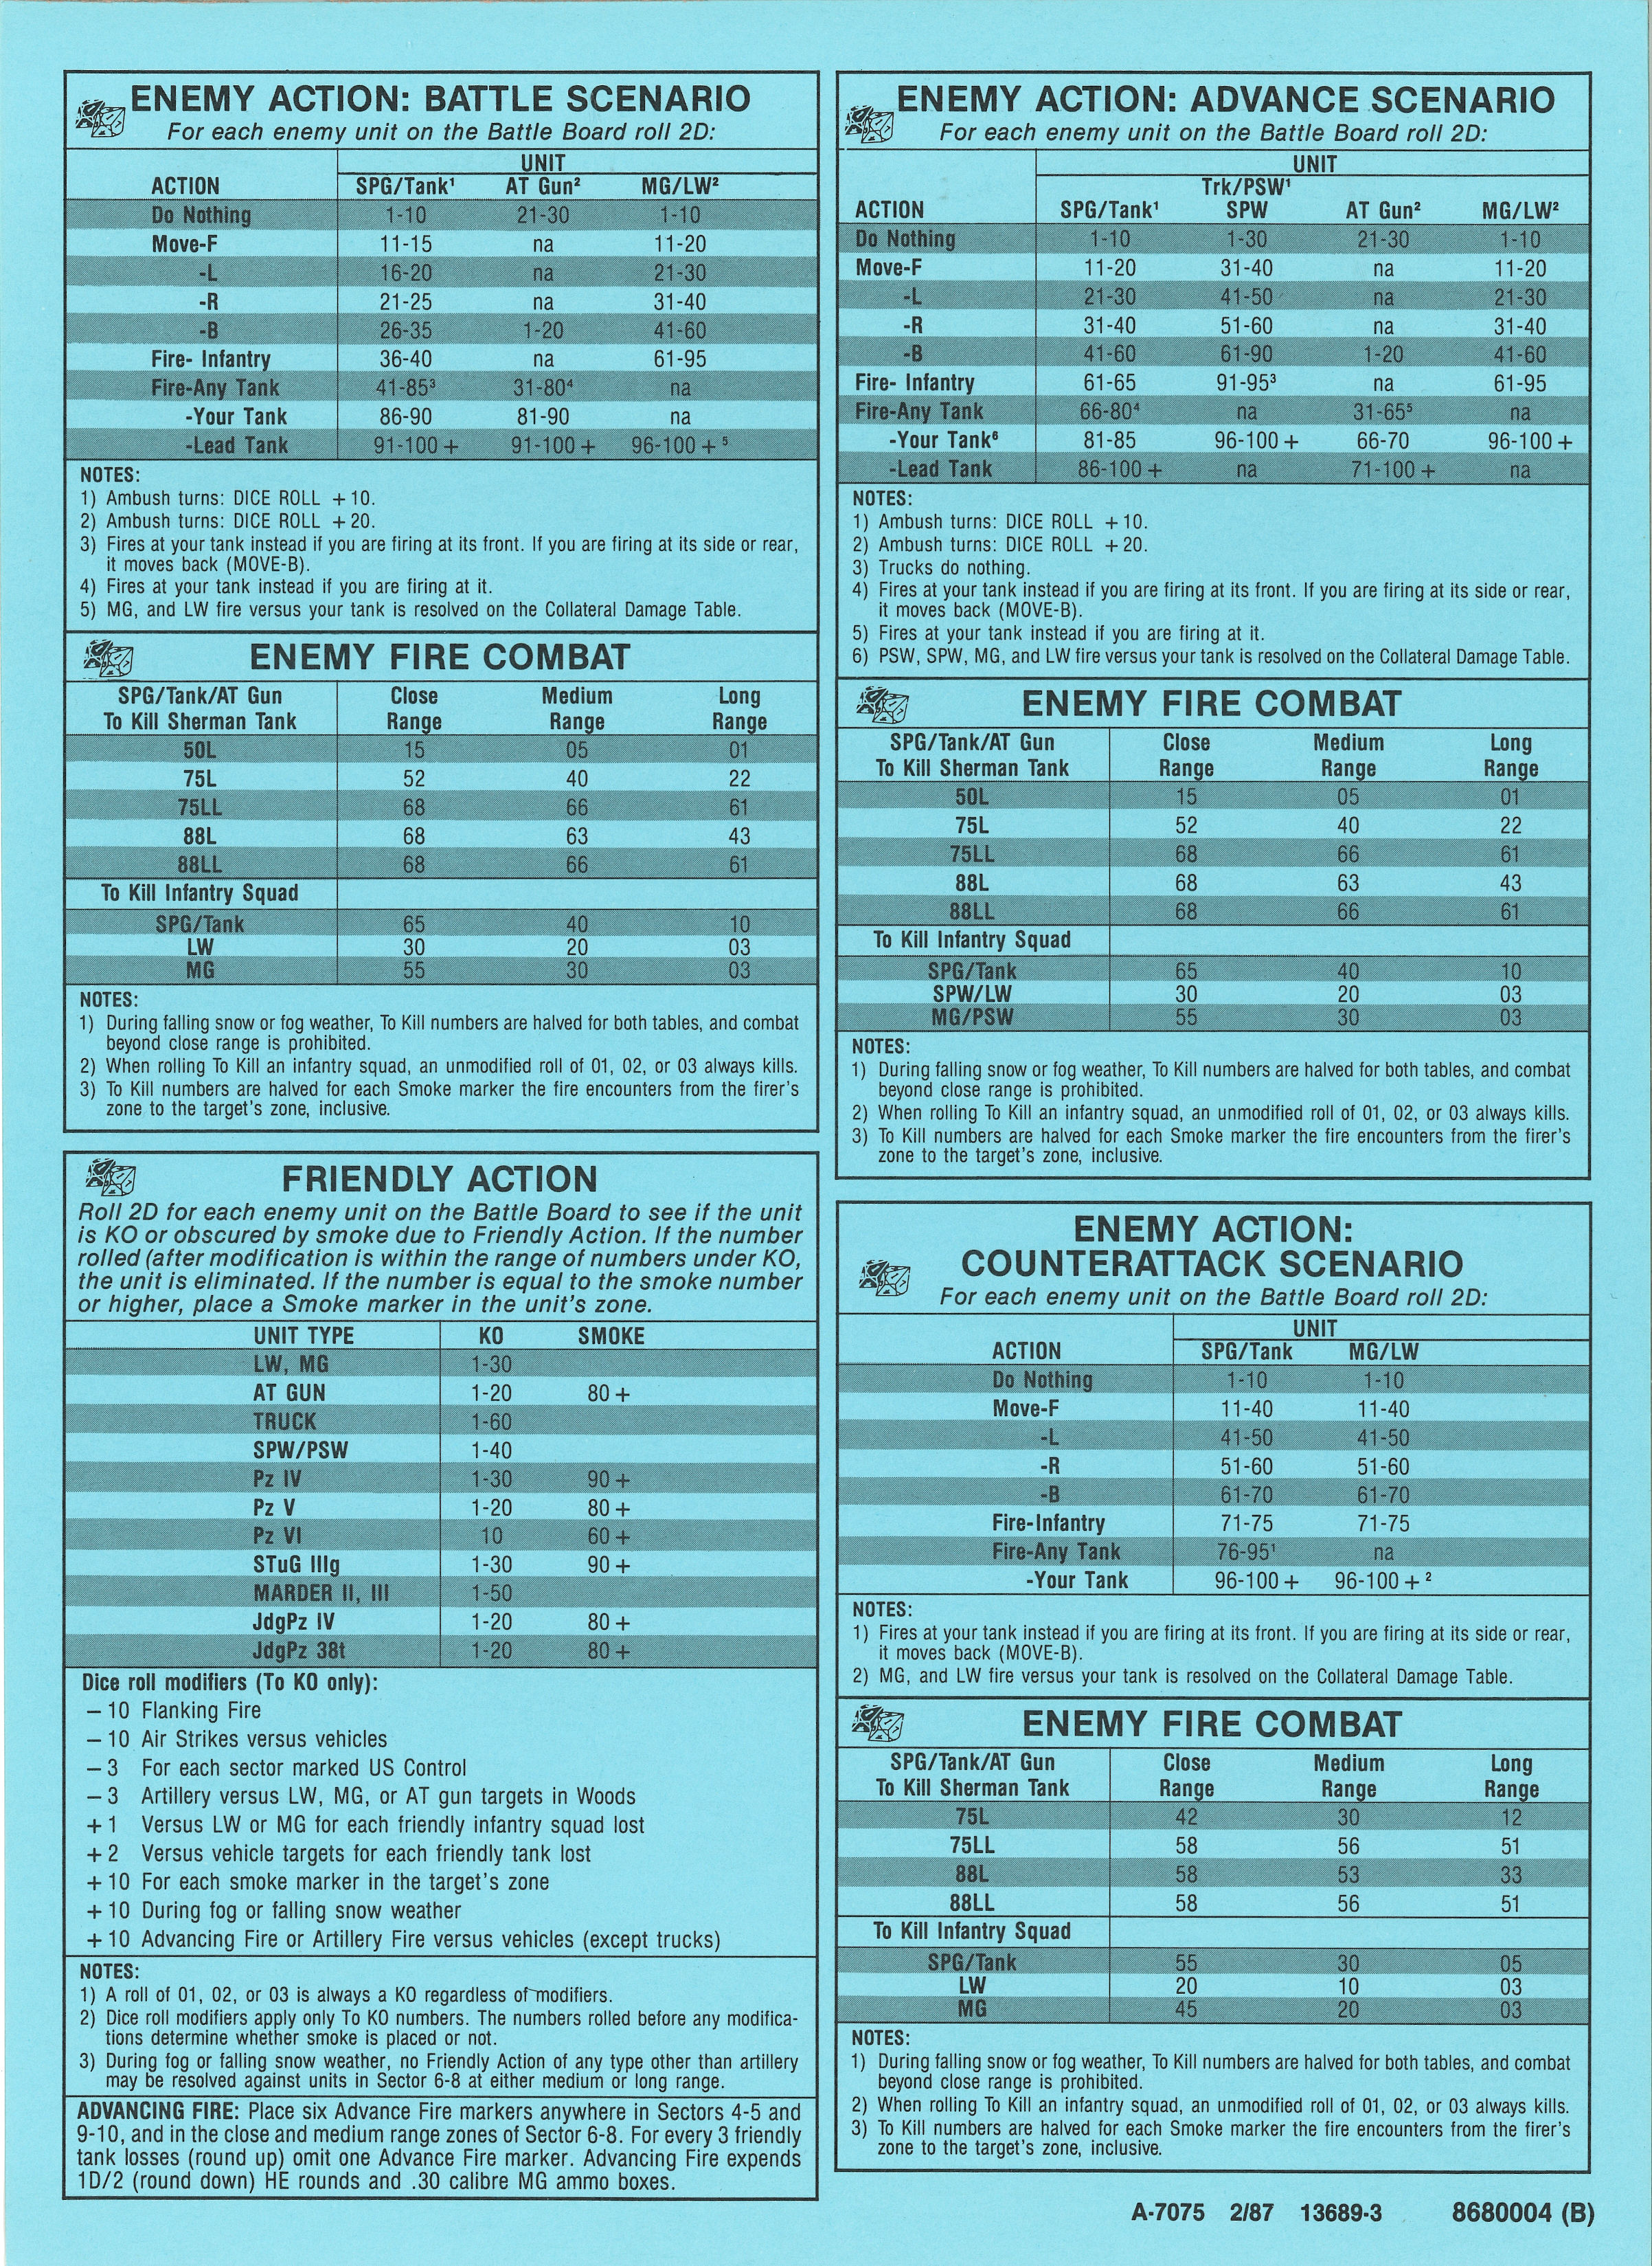 ENEMY ACTION: BATTLE SCENARIO
For each enemy unit on the Battle Board roll 2D:
UNIT
ACTION SPG/Tank¹ AT Gun² MG/LW²
Do Nothing 1-10 21-30 1-10
Move-F 11-15 na 11-20
-L 16-20 na 21-30
-R 21-25 na 31-40
-B 26-35 1-20 41-60
Fire- Infantry 36-40 na 61-95
Fire-Any Tank 41-85³ 31-80⁴ na
-Your Tank 86-90 81-90 na
-Lead Tank 91-100+ 91-100+ 96-100+⁵
NOTES:
1) Ambush turns: DICE ROLL +10.
2) Ambush turns: DICE ROLL +20.
3) Fires at your tank instead if you are firing at its front. If you are firing at its side or rear,
it moves back (MOVE-B).
4) Fires at your tank instead if you are firing at it.
5) MG, and LW fire versus your tank is resolved on the Collateral Damage Table.
ENEMY FIRE COMBAT
SPG/Tank/AT Gun Close Medium Long
To Kill Sherman Tank Range Range Range
50L 15 05 01
75L 52 40 22
75LL 68 66 61
88L 68 63 43
88LL 68 66 61
To Kill Infantry Squad
SPG/Tank 65 40 10
LW 30 20 03
MG 55 30 03
NOTES:
1) During falling snow or fog weather, To Kill numbers are halved for both tables, and combat
beyond close range is prohibited.
2) When rolling To Kill an infantry squad, an unmodified roll of 01, 02, or 03 always kills.
3) To Kill numbers are halved for each Smoke marker the fire encounters from the firer's
zone to the target's zone, inclusive.
FRIENDLY ACTION
Roll 2D for each enemy unit on the Battle Board to see if the unit
is KO or obscured by smoke due to Friendly Action. If the number
rolled (after modification is within the range of numbers under KO,
the unit is eliminated. If the number is equal to the smoke number
or higher, place a Smoke marker in the unit's zone.
UNIT TYPE KO SMOKE
LW, MG 1-30
AT GUN 1-20 80+
TRUCK 1-60
SPW/PSW 1-40
Pz IV 1-30 90+
Pz V 1-20 80+
Pz VI 10 60+
STuG IIIg 1-30 90+
MARDER II, III 1-50
JdgPz IV 1-20 80+
JdgPz 38t 1-20 80+
Dice roll modifiers (To KO only):
−10 Flanking Fire
−10 Air Strikes versus vehicles
−3 For each sector marked US Control
−3 Artillery versus LW, MG, or AT gun targets in Woods
+1 Versus LW or MG for each friendly infantry squad lost
+2 Versus vehicle targets for each friendly tank lost
+10 For each smoke marker in the target's zone
+10 During fog or falling snow weather
+10 Advancing Fire or Artillery Fire versus vehicles (except trucks)
NOTES:
1) A roll of 01, 02, or 03 is always a KO regardless of modifiers.
2) Dice roll modifiers apply only To KO numbers. The numbers rolled before any modifica-
tions determine whether smoke is placed or not.
3) During fog or falling snow weather, no Friendly Action of any type other than artillery
may be resolved against units in Sector 6-8 at either medium or long range.
ADVANCING FIRE: Place six Advance Fire markers anywhere in Sectors 4-5 and
9-10, and in the close and medium range zones of Sector 6-8. For every 3 friendly
tank losses (round up) omit one Advance Fire marker. Advancing Fire expends
1D/2 (round down) HE rounds and .30 calibre MG ammo boxes.
ENEMY ACTION: ADVANCE SCENARIO
For each enemy unit on the Battle Board roll 2D:
UNIT
Trk/PSW¹
ACTION SPG/Tank¹ SPW AT Gun² MG/LW²
Do Nothing 1-10 1-30 21-30 1-10
Move-F 11-20 31-40 na 11-20
-L 21-30 41-50 na 21-30
-R 31-40 51-60 na 31-40
-B 41-60 61-90 1-20 41-60
Fire- Infantry 61-65 91-95³ na 61-95
Fire-Any Tank 66-80⁴ na 31-65⁵ na
-Your Tank⁶ 81-85 96-100+ 66-70 96-100+
-Lead Tank 86-100+ na 71-100+ na
NOTES:
1) Ambush turns: DICE ROLL +10.
2) Ambush turns: DICE ROLL +20.
3) Trucks do nothing.
4) Fires at your tank instead if you are firing at its front. If you are firing at its side or rear,
it moves back (MOVE-B).
5) Fires at your tank instead if you are firing at it.
6) PSW, SPW, MG, and LW fire versus your tank is resolved on the Collateral Damage Table.
ENEMY FIRE COMBAT
SPG/Tank/AT Gun Close Medium Long
To Kill Sherman Tank Range Range Range
50L 15 05 01
75L 52 40 22
75LL 68 66 61
88L 68 63 43
88LL 68 66 61
To Kill Infantry Squad
SPG/Tank 65 40 10
SPW/LW 30 20 03
MG/PSW 55 30 03
NOTES:
1) During falling snow or fog weather, To Kill numbers are halved for both tables, and combat
beyond close range is prohibited.
2) When rolling To Kill an infantry squad, an unmodified roll of 01, 02, or 03 always kills.
3) To Kill numbers are halved for each Smoke marker the fire encounters from the firer's
zone to the target's zone, inclusive.
ENEMY ACTION:
COUNTERATTACK SCENARIO
For each enemy unit on the Battle Board roll 2D:
UNIT
ACTION SPG/Tank MG/LW
Do Nothing 1-10 1-10
Move-F 11-40 11-40
-L 41-50 41-50
-R 51-60 51-60
-B 61-70 61-70
Fire-Infantry 71-75 71-75
Fire-Any Tank 76-95¹ na
-Your Tank 96-100+ 96-100+²
NOTES:
1) Fires at your tank instead if you are firing at its front. If you are firing at its side or rear,
it moves back (MOVE-B).
2) MG, and LW fire versus your tank is resolved on the Collateral Damage Table.
ENEMY FIRE COMBAT
SPG/Tank/AT Gun Close Medium Long
To Kill Sherman Tank Range Range Range
75L 42 30 12
75LL 58 56 51
88L 58 53 33
88LL 58 56 51
To Kill Infantry Squad
SPG/Tank 55 30 05
LW 20 10 03
MG 45 20 03
NOTES:
1) During falling snow or fog weather, To Kill numbers are halved for both tables, and combat
beyond close range is prohibited.
2) When rolling To Kill an infantry squad, an unmodified roll of 01, 02, or 03 always kills.
3) To Kill numbers are halved for each Smoke marker the fire encounters from the firer's
zone to the target's zone, inclusive.
A-7075 2/87 13689-3 8680004 (B)